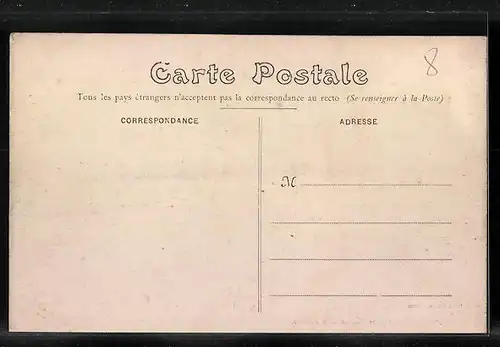 Carte Postale
8
Tous les pays étrangers n'acceptent pas la correspondance au recto (Se renseigner à la Poste)
CORRESPONDANCE
ADRESSE
M